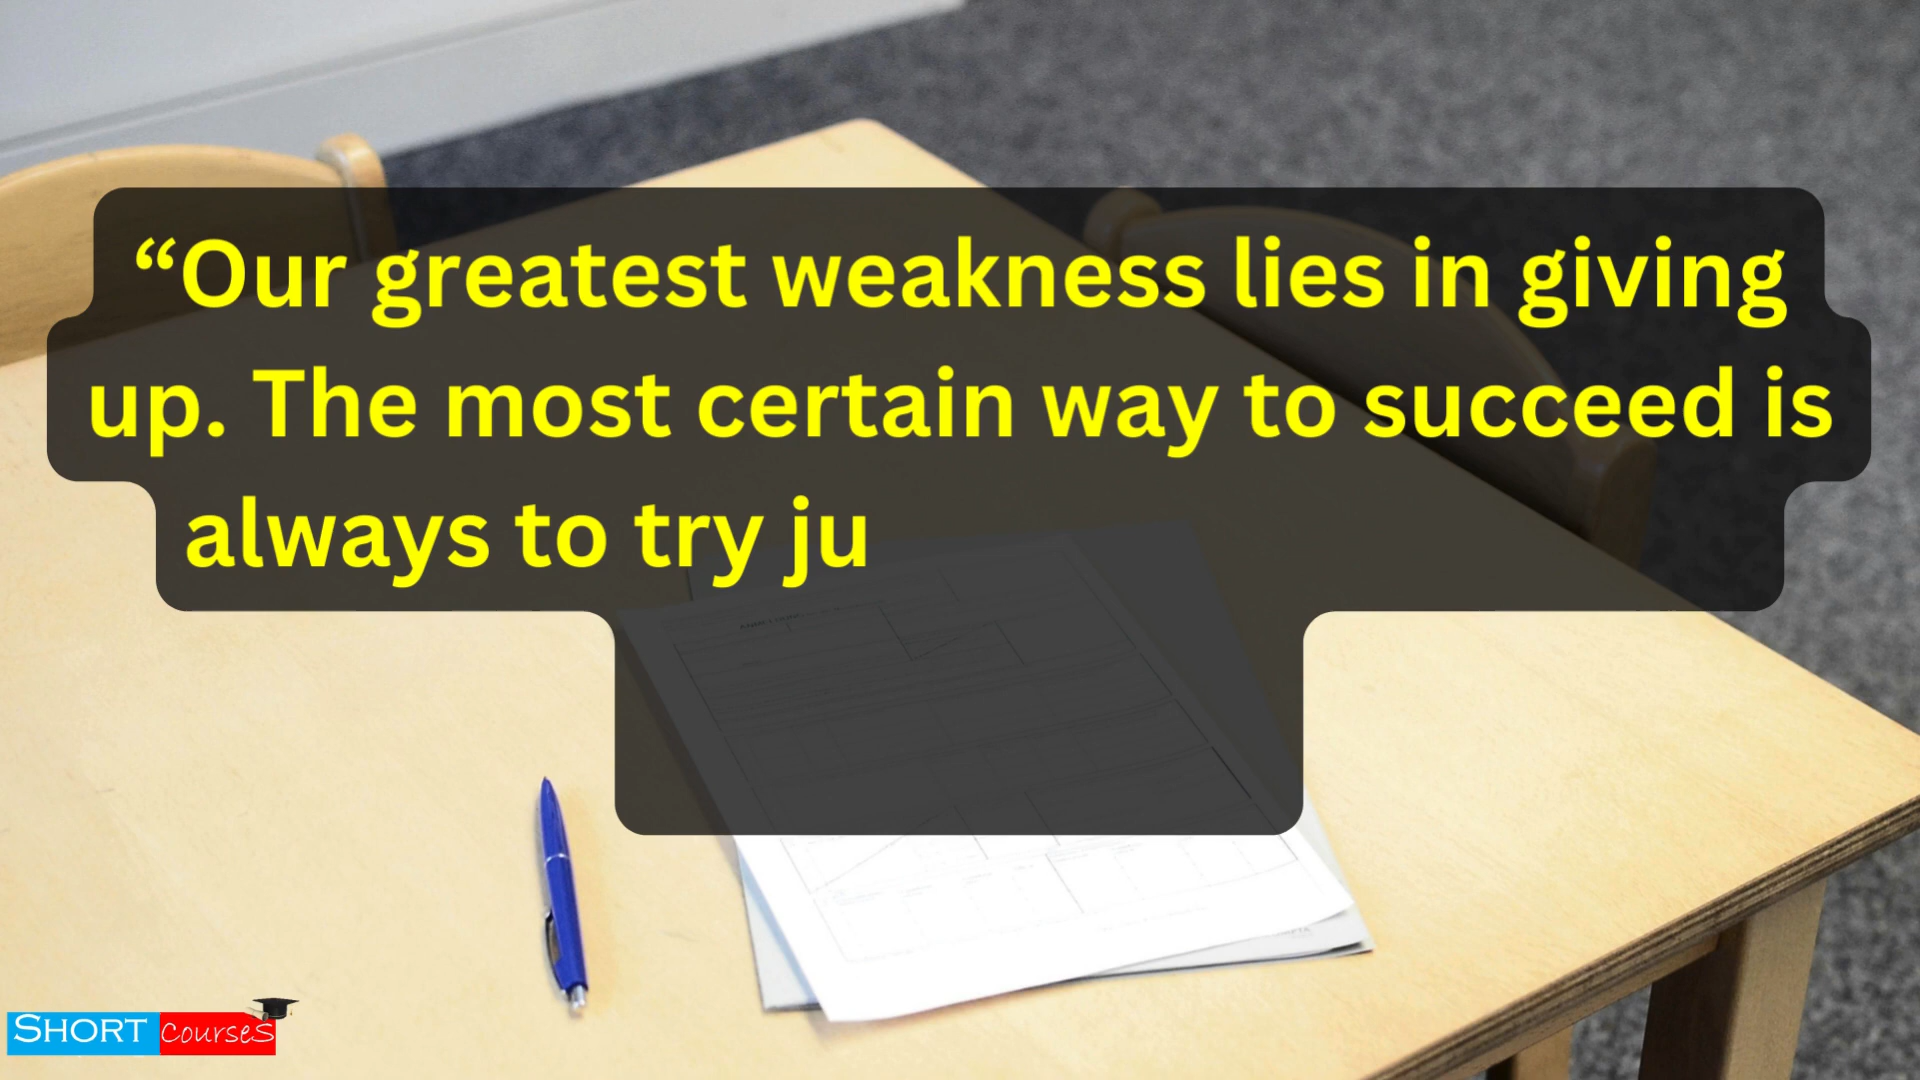 “Our greatest weakness lies in giving
up. The most certain way to succeed is
always to try ju
SHORT courses